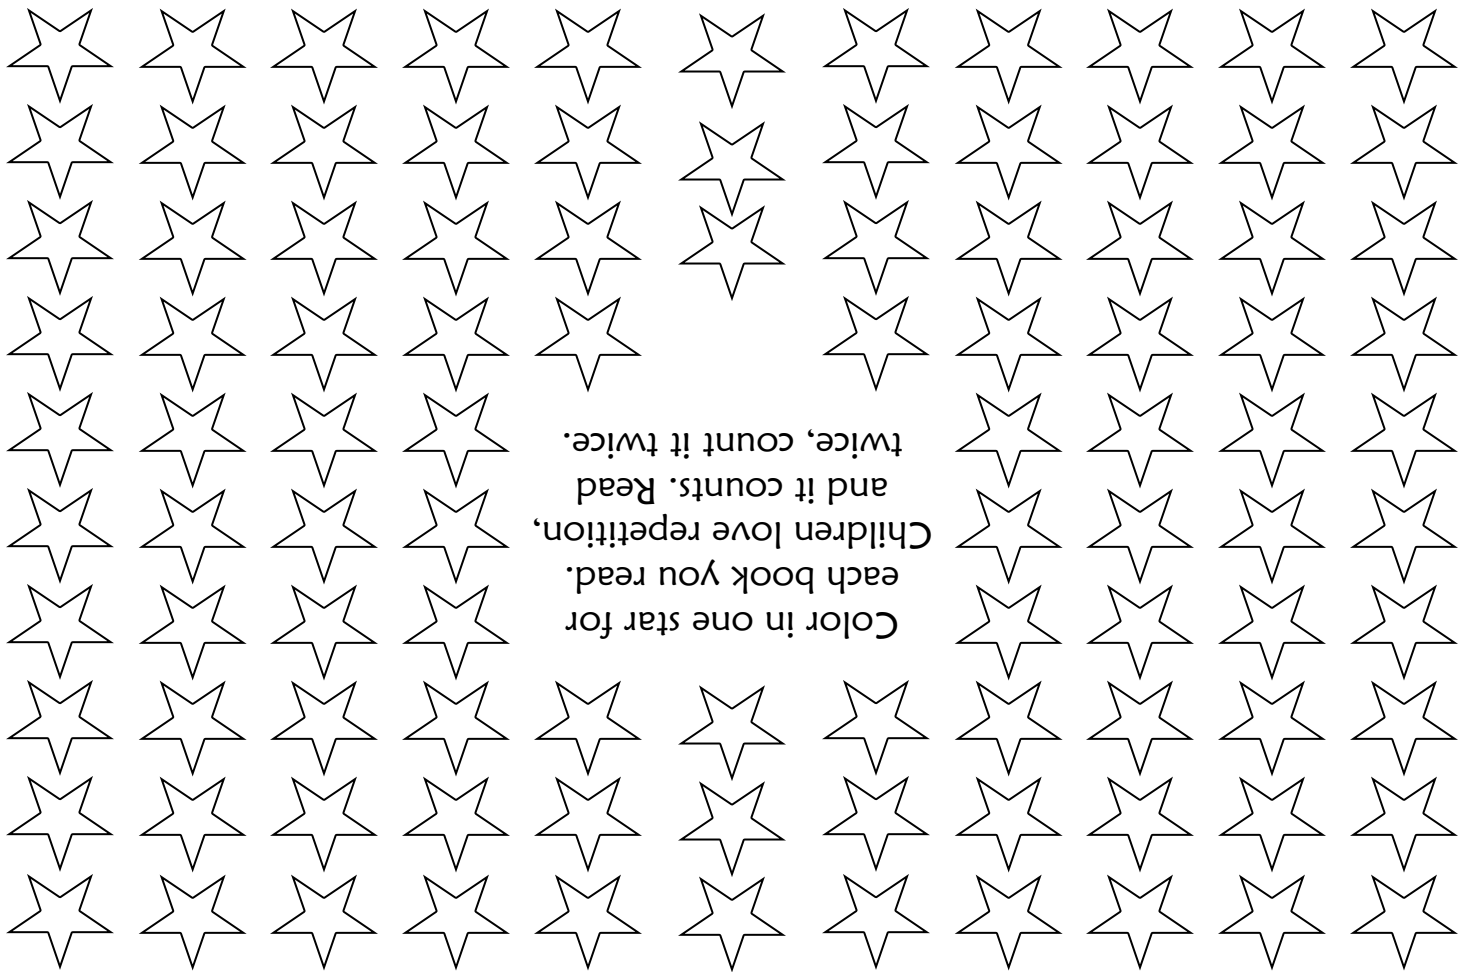 Color in one star for
each book you read.
Children love repetition,
and it counts. Read
twice, count it twice.